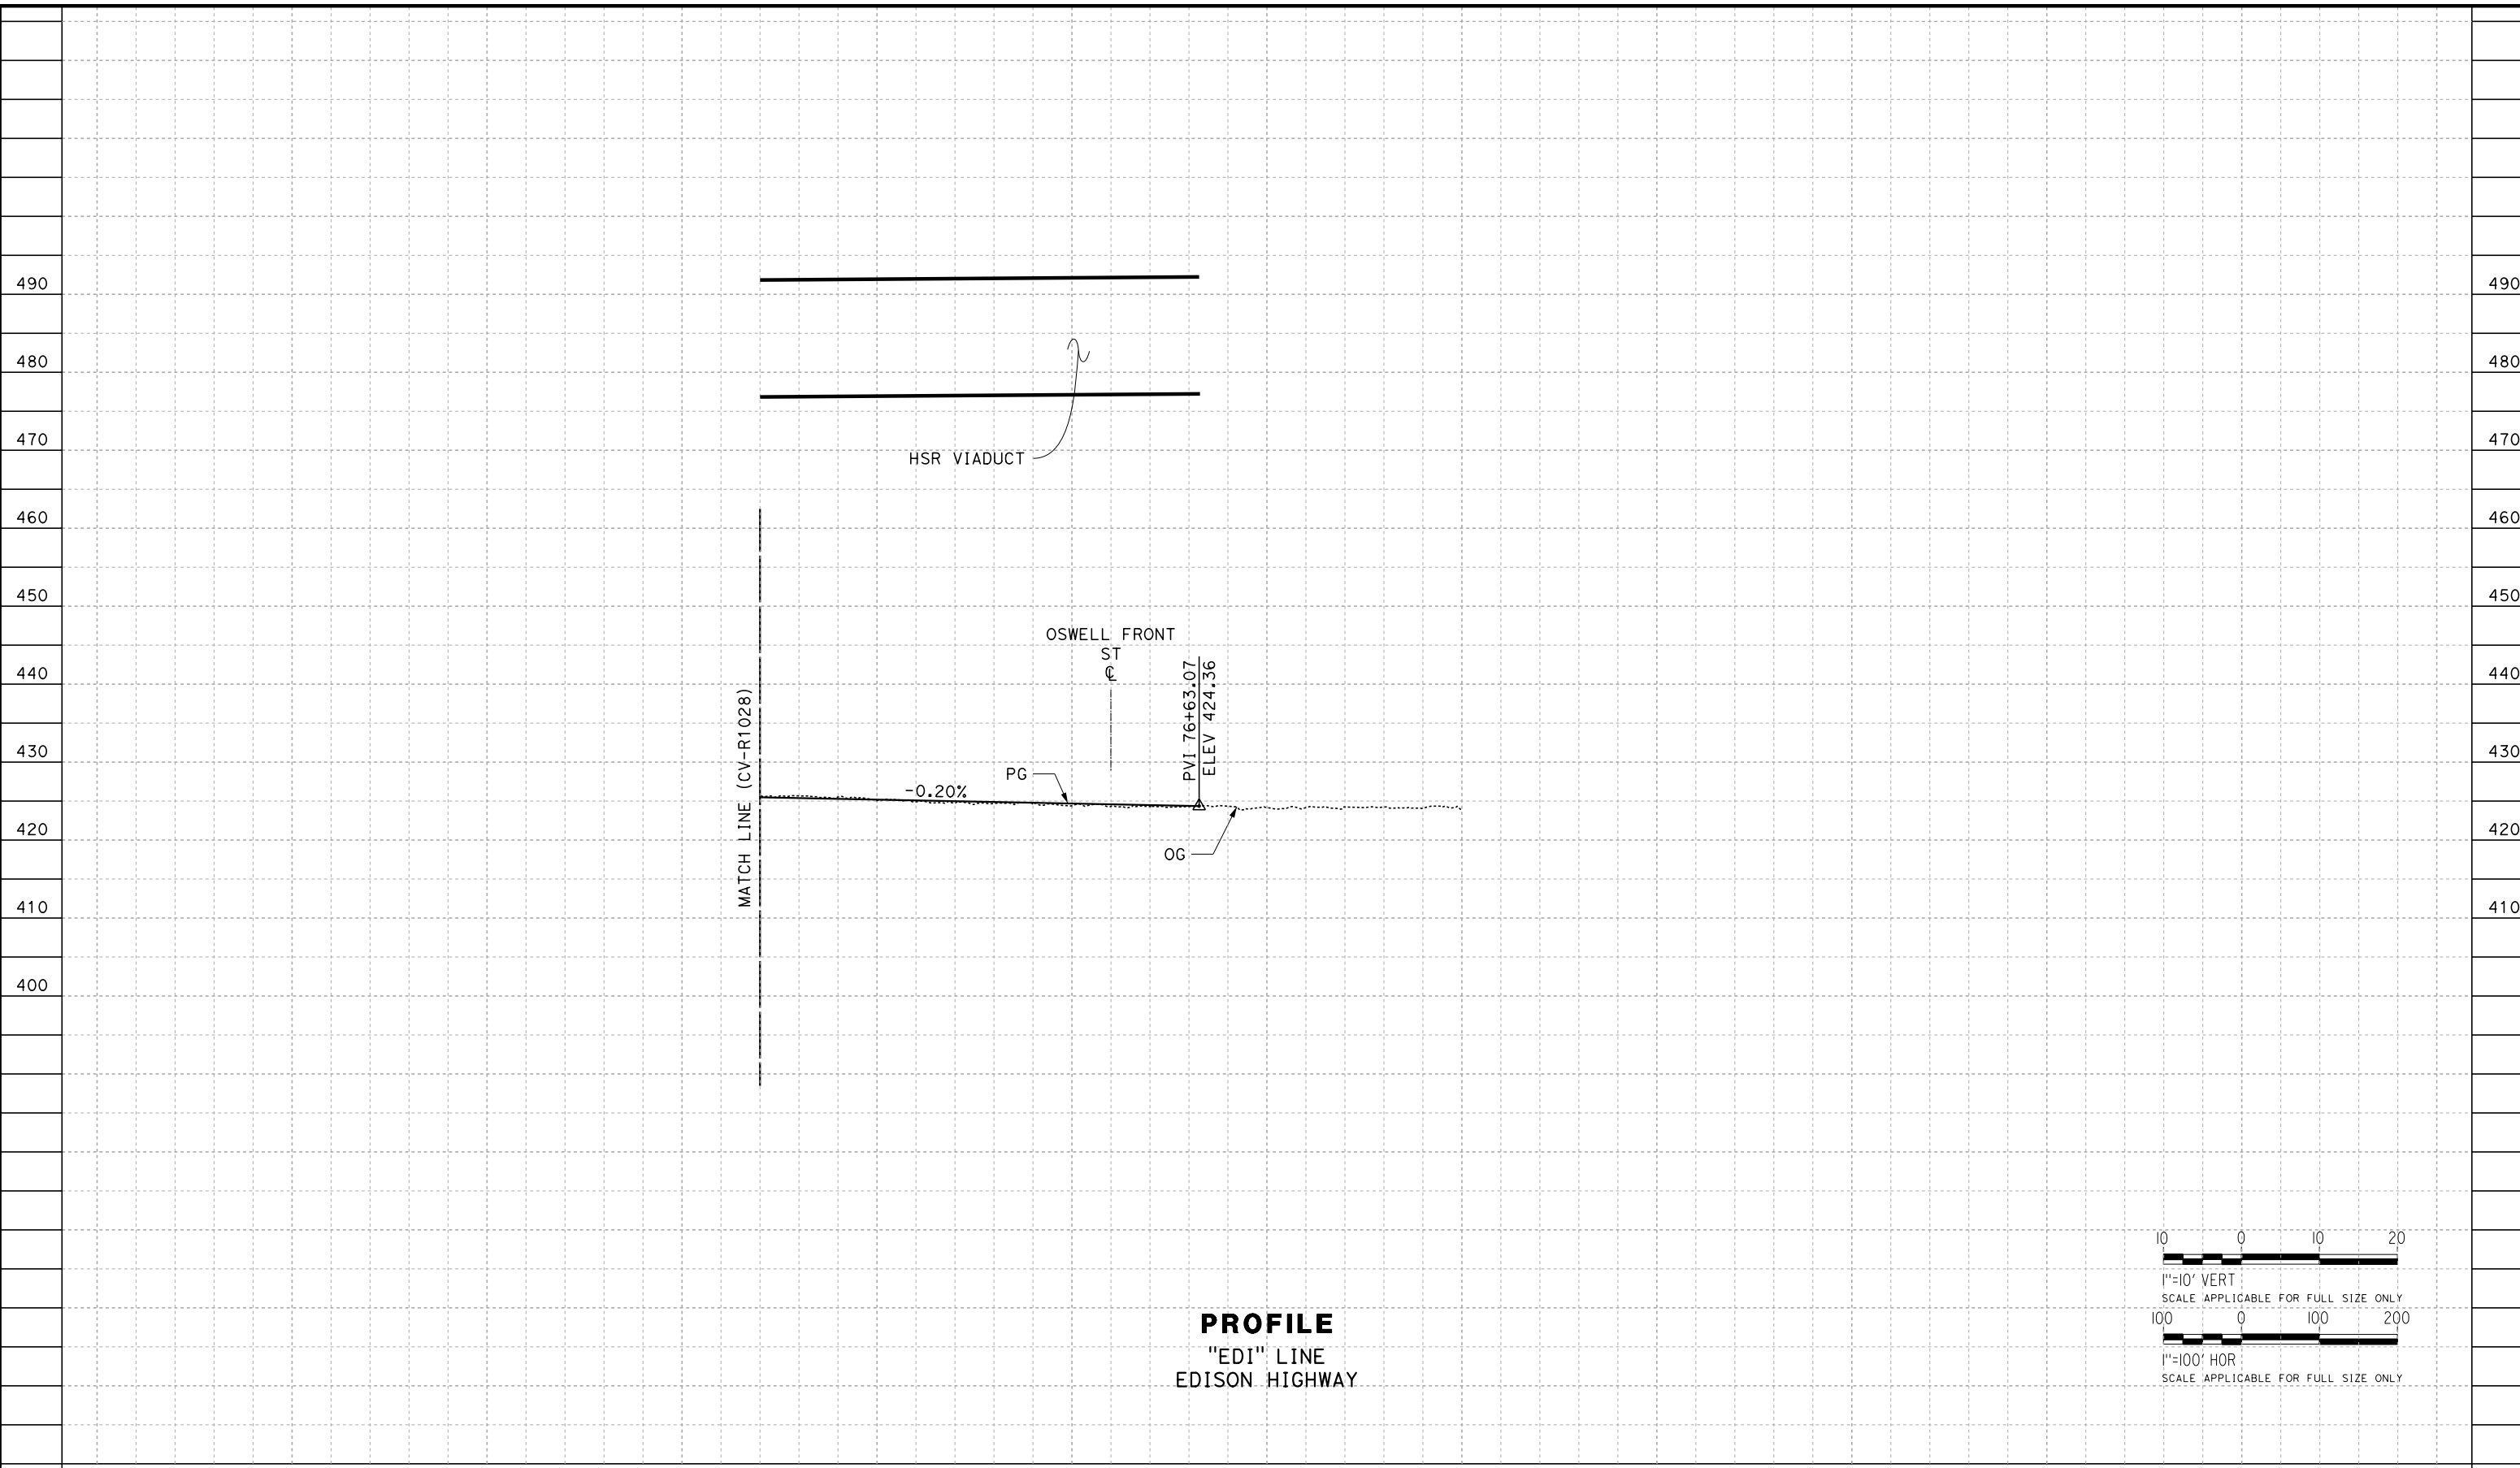 490
480
470
460
450
440
430
420
410
400
490
480
470
460
450
440
430
420
410
HSR VIADUCT
MATCH LINE (CV-R1028)
OSWELL FRONT
ST
℄
PVI 76+63.07
ELEV 424.36
PG
-0.20%
OG
PROFILE
"EDI" LINE
EDISON HIGHWAY
10 0 10 20
1"=10' VERT
SCALE APPLICABLE FOR FULL SIZE ONLY
100 0 100 200
1"=100' HOR
SCALE APPLICABLE FOR FULL SIZE ONLY